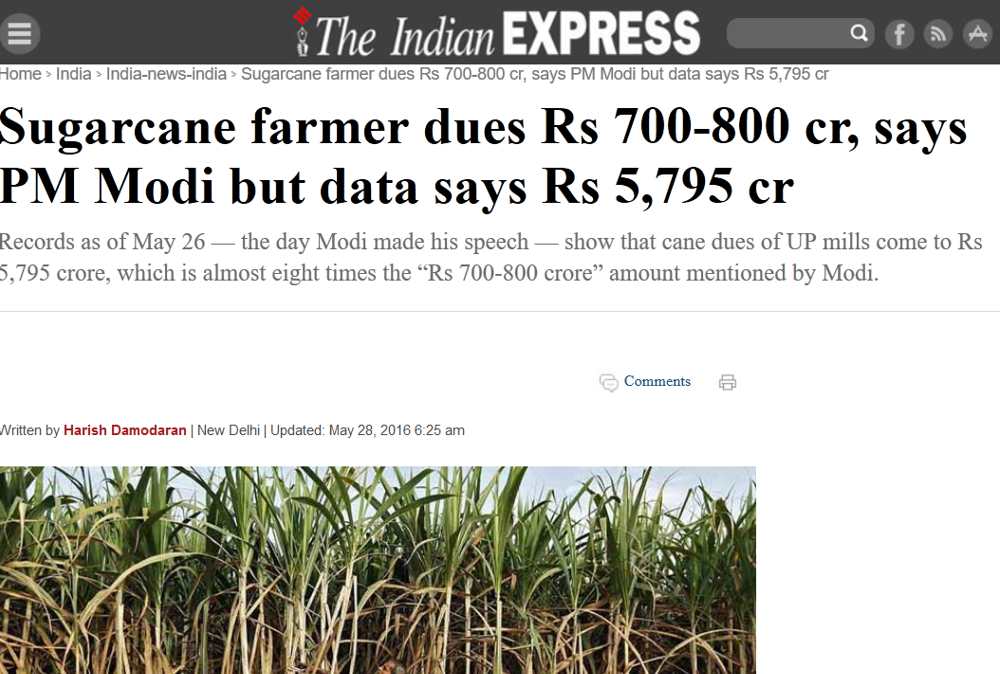 The Indian EXPRESS
Home > India > India-news-india > Sugarcane farmer dues Rs 700-800 cr, says PM Modi but data says Rs 5,795 cr
Sugarcane farmer dues Rs 700-800 cr, says
PM Modi but data says Rs 5,795 cr
Records as of May 26 — the day Modi made his speech — show that cane dues of UP mills come to Rs
5,795 crore, which is almost eight times the “Rs 700-800 crore” amount mentioned by Modi.
Comments
Written by Harish Damodaran | New Delhi | Updated: May 28, 2016 6:25 am